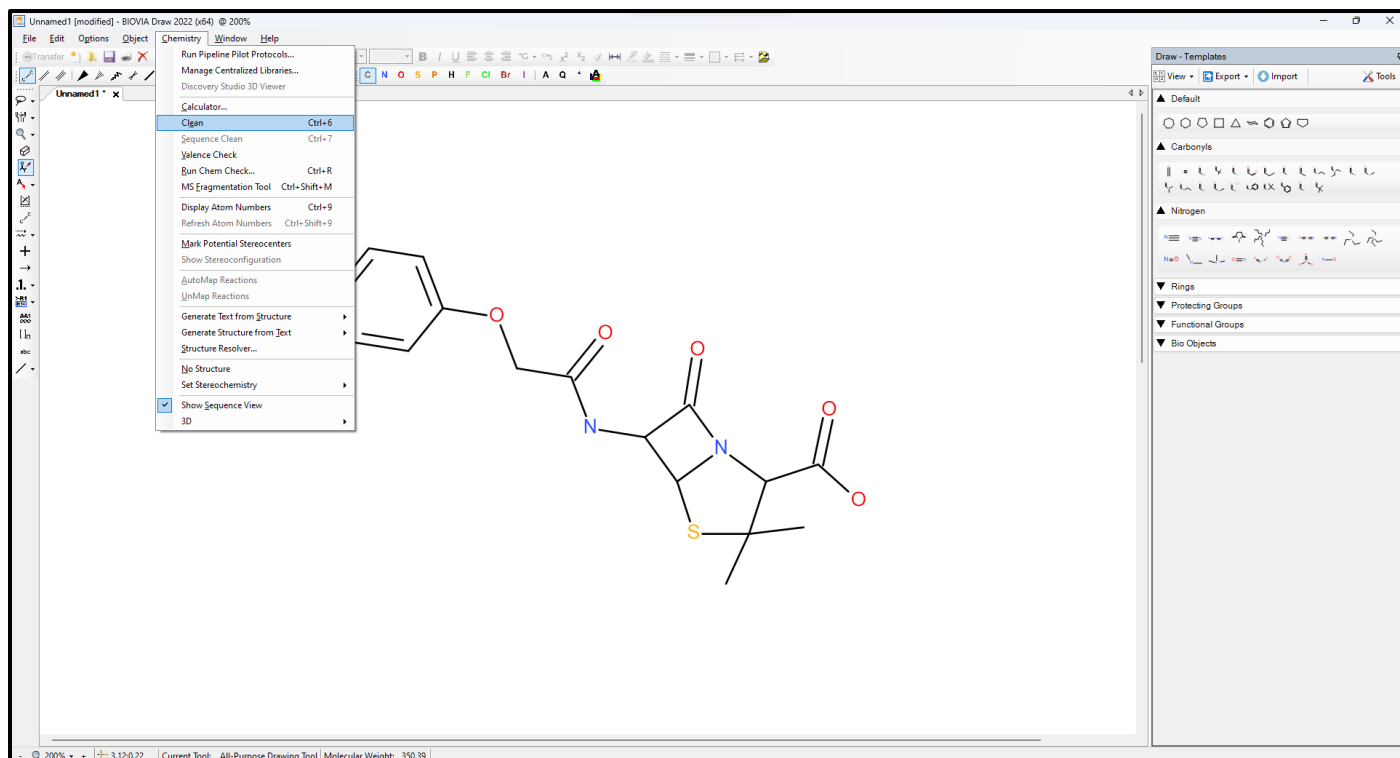 Unnamed1 [modified] - BIOVIA Draw 2022 (x64) @ 200%
File Edit Options Object Chemistry Window Help
Transfer
B I U
C N O S P H F Cl Br I A Q * A
Unnamed1 *
Run Pipeline Pilot Protocols...
Manage Centralized Libraries...
Discovery Studio 3D Viewer
Calculator...
Clean Ctrl+6
Sequence Clean Ctrl+7
Valence Check
Run Chem Check... Ctrl+R
MS Fragmentation Tool Ctrl+Shift+M
Display Atom Numbers Ctrl+9
Refresh Atom Numbers Ctrl+Shift+9
Mark Potential Stereocenters
Show Stereoconfiguration
AutoMap Reactions
UnMap Reactions
Generate Text from Structure
Generate Structure from Text
Structure Resolver...
No Structure
Set Stereochemistry
Show Sequence View
3D
O
O
O
N
N
O
O
S
Draw - Templates
View Export Import Tools
Default
Carbonyls
Nitrogen
Rings
Protecting Groups
Functional Groups
Bio Objects
- 200% + 3.12:0.22 Current Tool: All-Purpose Drawing Tool Molecular Weight: 350.39